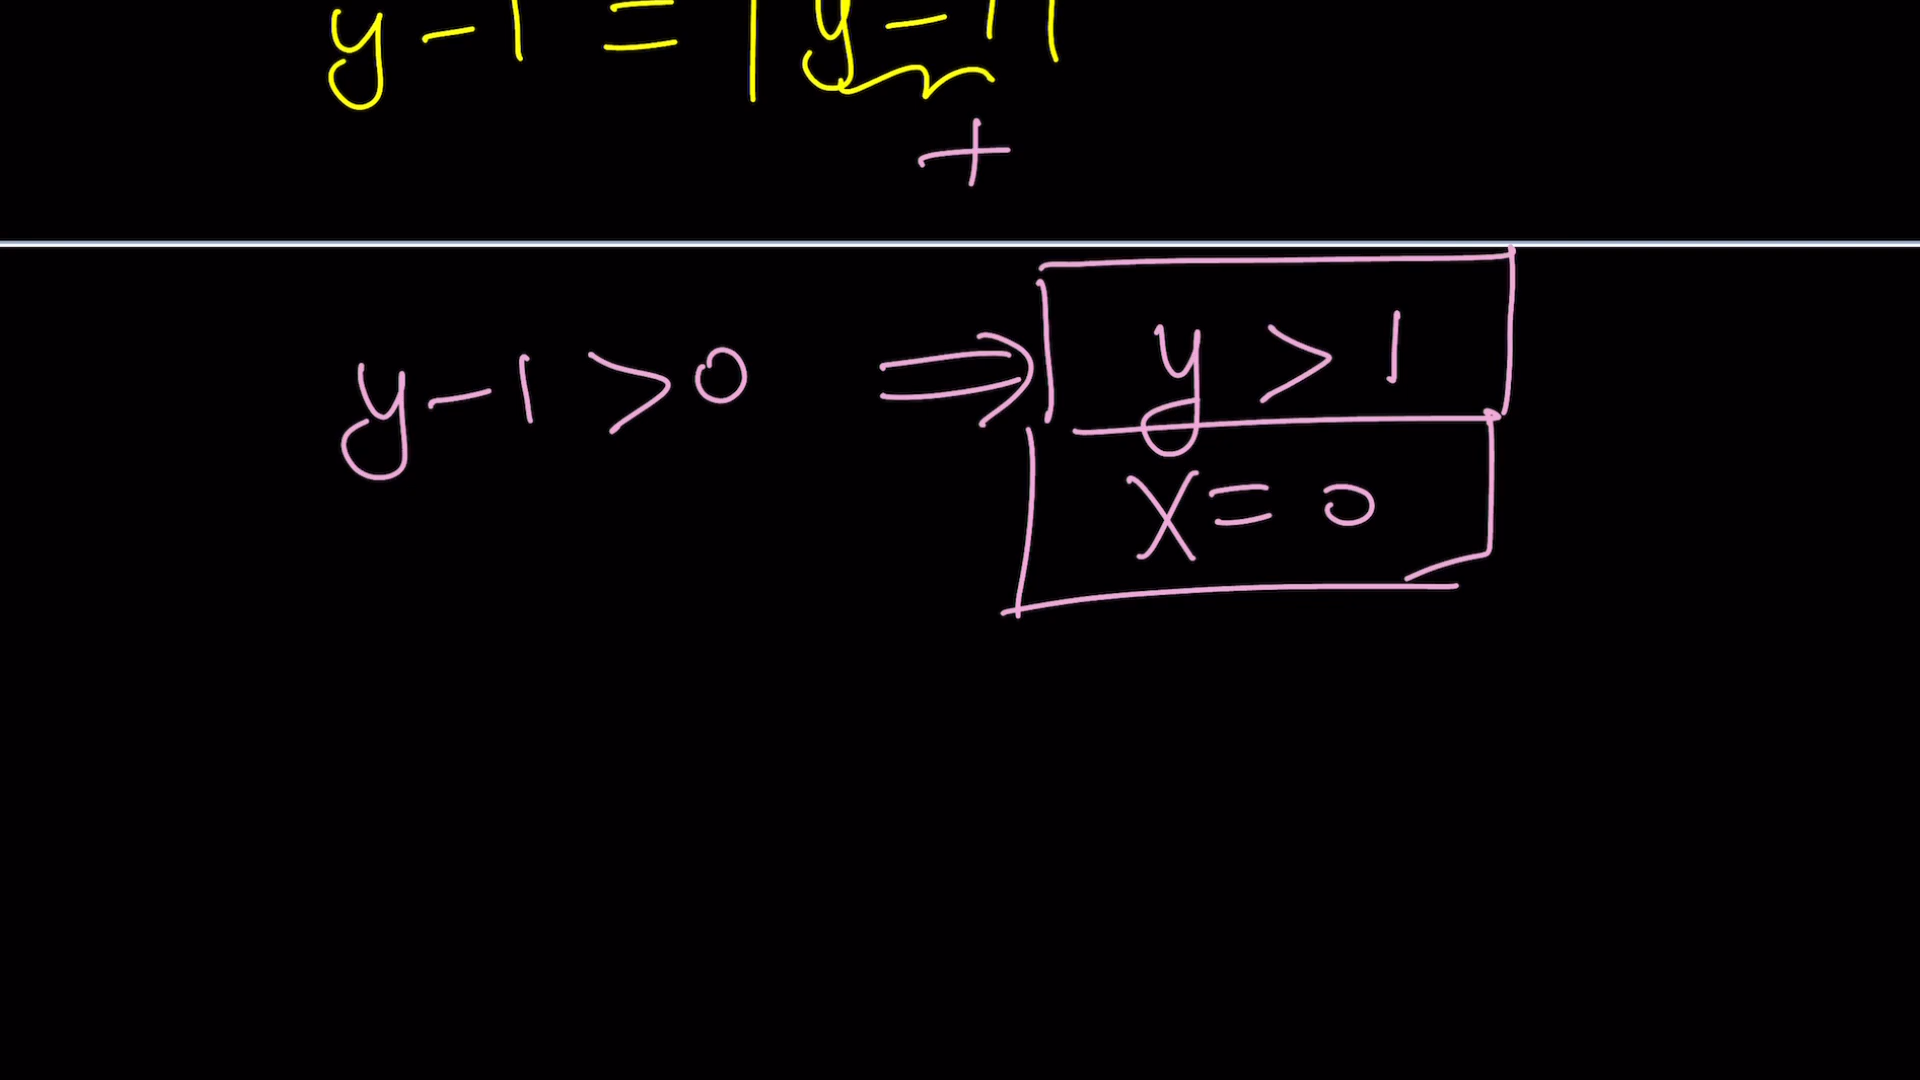 y-1 = |y-1|
+
y-1>0 ⇒ y > 1
x = 0